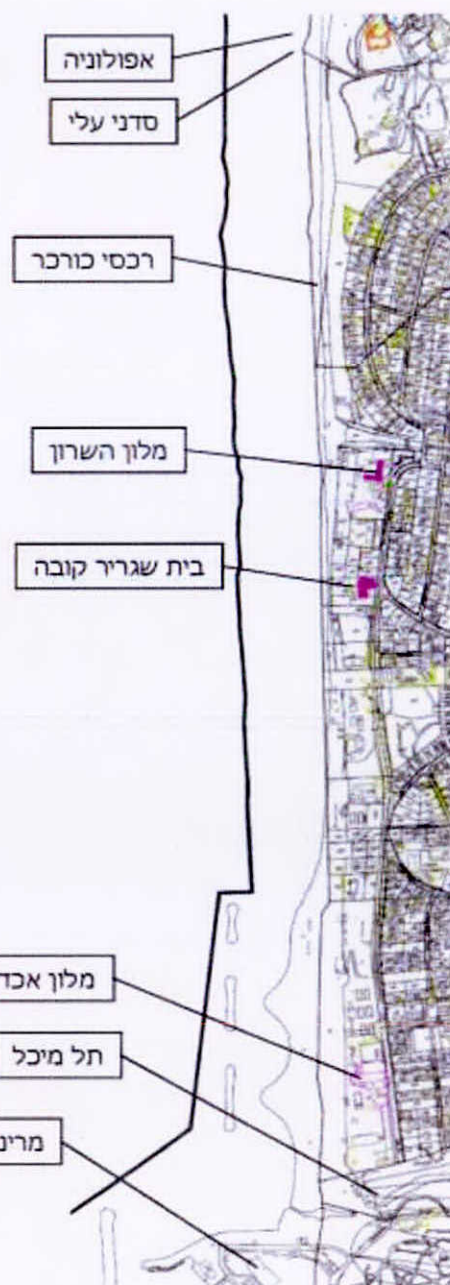 אפולוניה
סדני עלי
רכסי כורכר
מלון השרון
בית שגריר קובה
מלון אכד
תל מיכל
מרינ